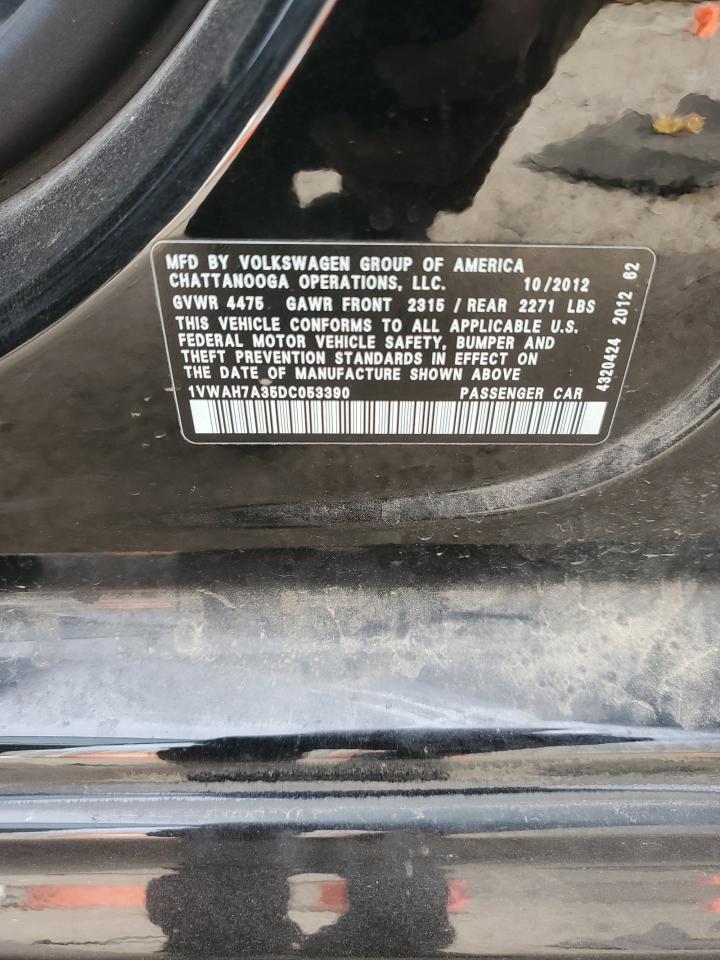 MFD BY VOLKSWAGEN GROUP OF AMERICA
CHATTANOOGA OPERATIONS, LLC. 10/2012
GVWR 4475 GAWR FRONT 2315 / REAR 2271 LBS
THIS VEHICLE CONFORMS TO ALL APPLICABLE U.S.
FEDERAL MOTOR VEHICLE SAFETY, BUMPER AND
THEFT PREVENTION STANDARDS IN EFFECT ON
THE DATE OF MANUFACTURE SHOWN ABOVE
1VWAH7A35DC053390 PASSENGER CAR
4320424 2012 62